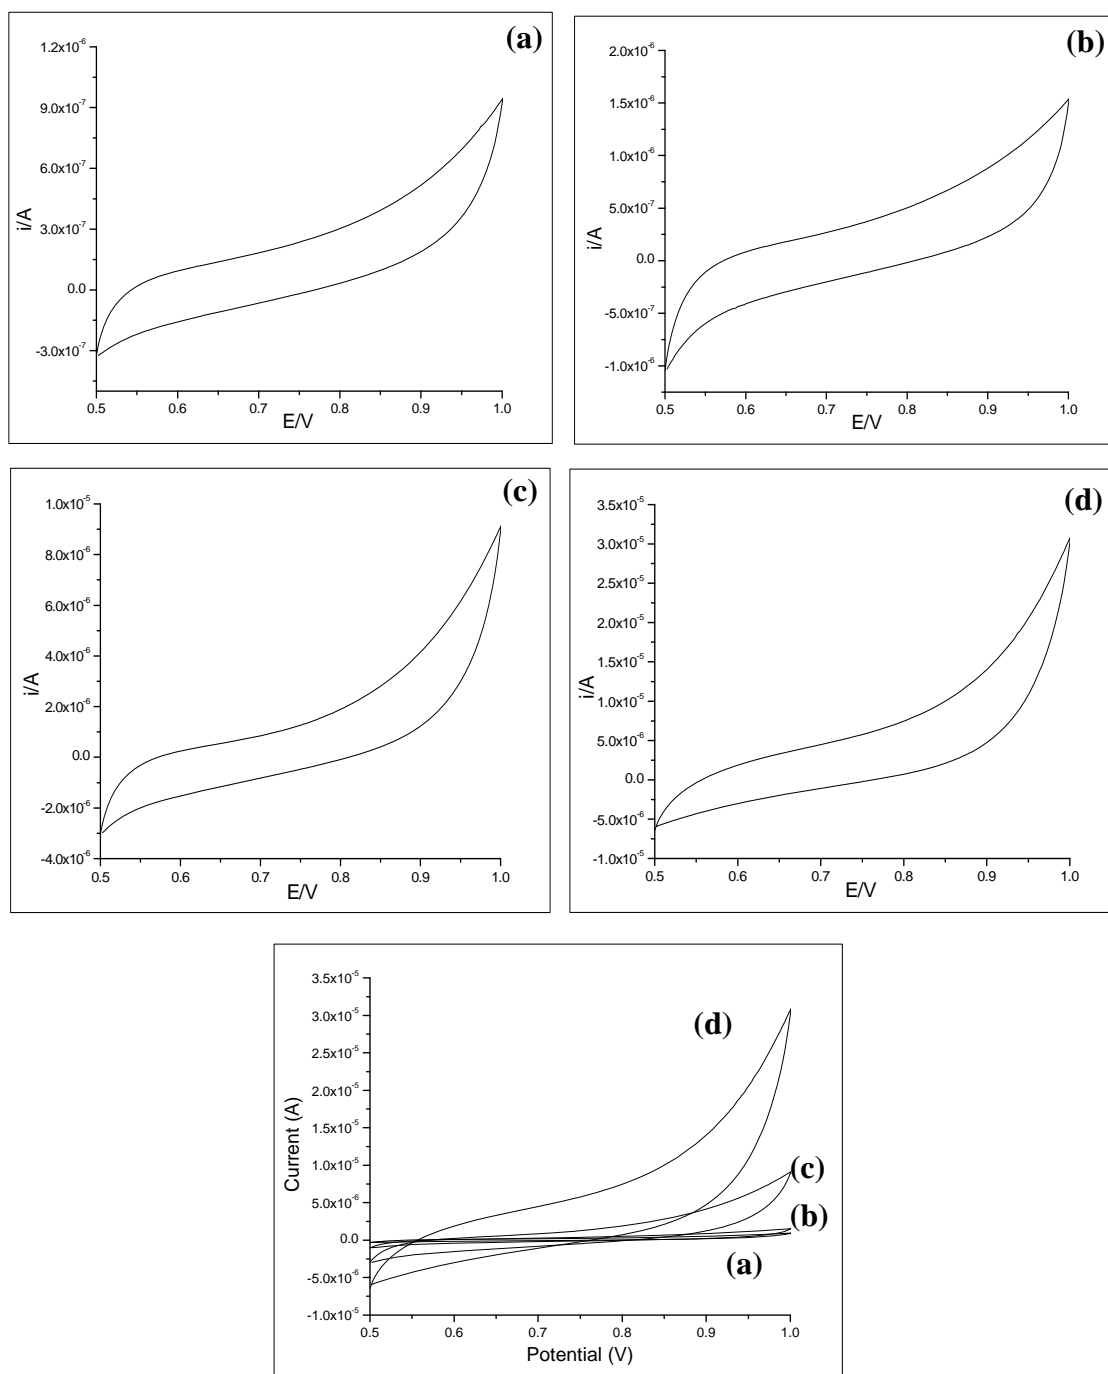 (a)
1.2x10⁻⁶
9.0x10⁻⁷
6.0x10⁻⁷
3.0x10⁻⁷
0.0
-3.0x10⁻⁷
i/A
0.5 0.6 0.7 0.8 0.9 1.0
E/V
(b)
2.0x10⁻⁶
1.5x10⁻⁶
1.0x10⁻⁶
5.0x10⁻⁷
0.0
-5.0x10⁻⁷
-1.0x10⁻⁶
i/A
0.5 0.6 0.7 0.8 0.9 1.0
E/V
(c)
1.0x10⁻⁵
8.0x10⁻⁶
6.0x10⁻⁶
4.0x10⁻⁶
2.0x10⁻⁶
0.0
-2.0x10⁻⁶
-4.0x10⁻⁶
i/A
0.5 0.6 0.7 0.8 0.9 1.0
E/V
(d)
3.5x10⁻⁵
3.0x10⁻⁵
2.5x10⁻⁵
2.0x10⁻⁵
1.5x10⁻⁵
1.0x10⁻⁵
5.0x10⁻⁶
0.0
-5.0x10⁻⁶
-1.0x10⁻⁵
i/A
0.5 0.6 0.7 0.8 0.9 1.0
E/V
3.5x10⁻⁵
3.0x10⁻⁵
2.5x10⁻⁵
2.0x10⁻⁵
1.5x10⁻⁵
1.0x10⁻⁵
5.0x10⁻⁶
0.0
-5.0x10⁻⁶
-1.0x10⁻⁵
Current (A)
(d)
(c)
(b)
(a)
0.5 0.6 0.7 0.8 0.9 1.0
Potential (V)